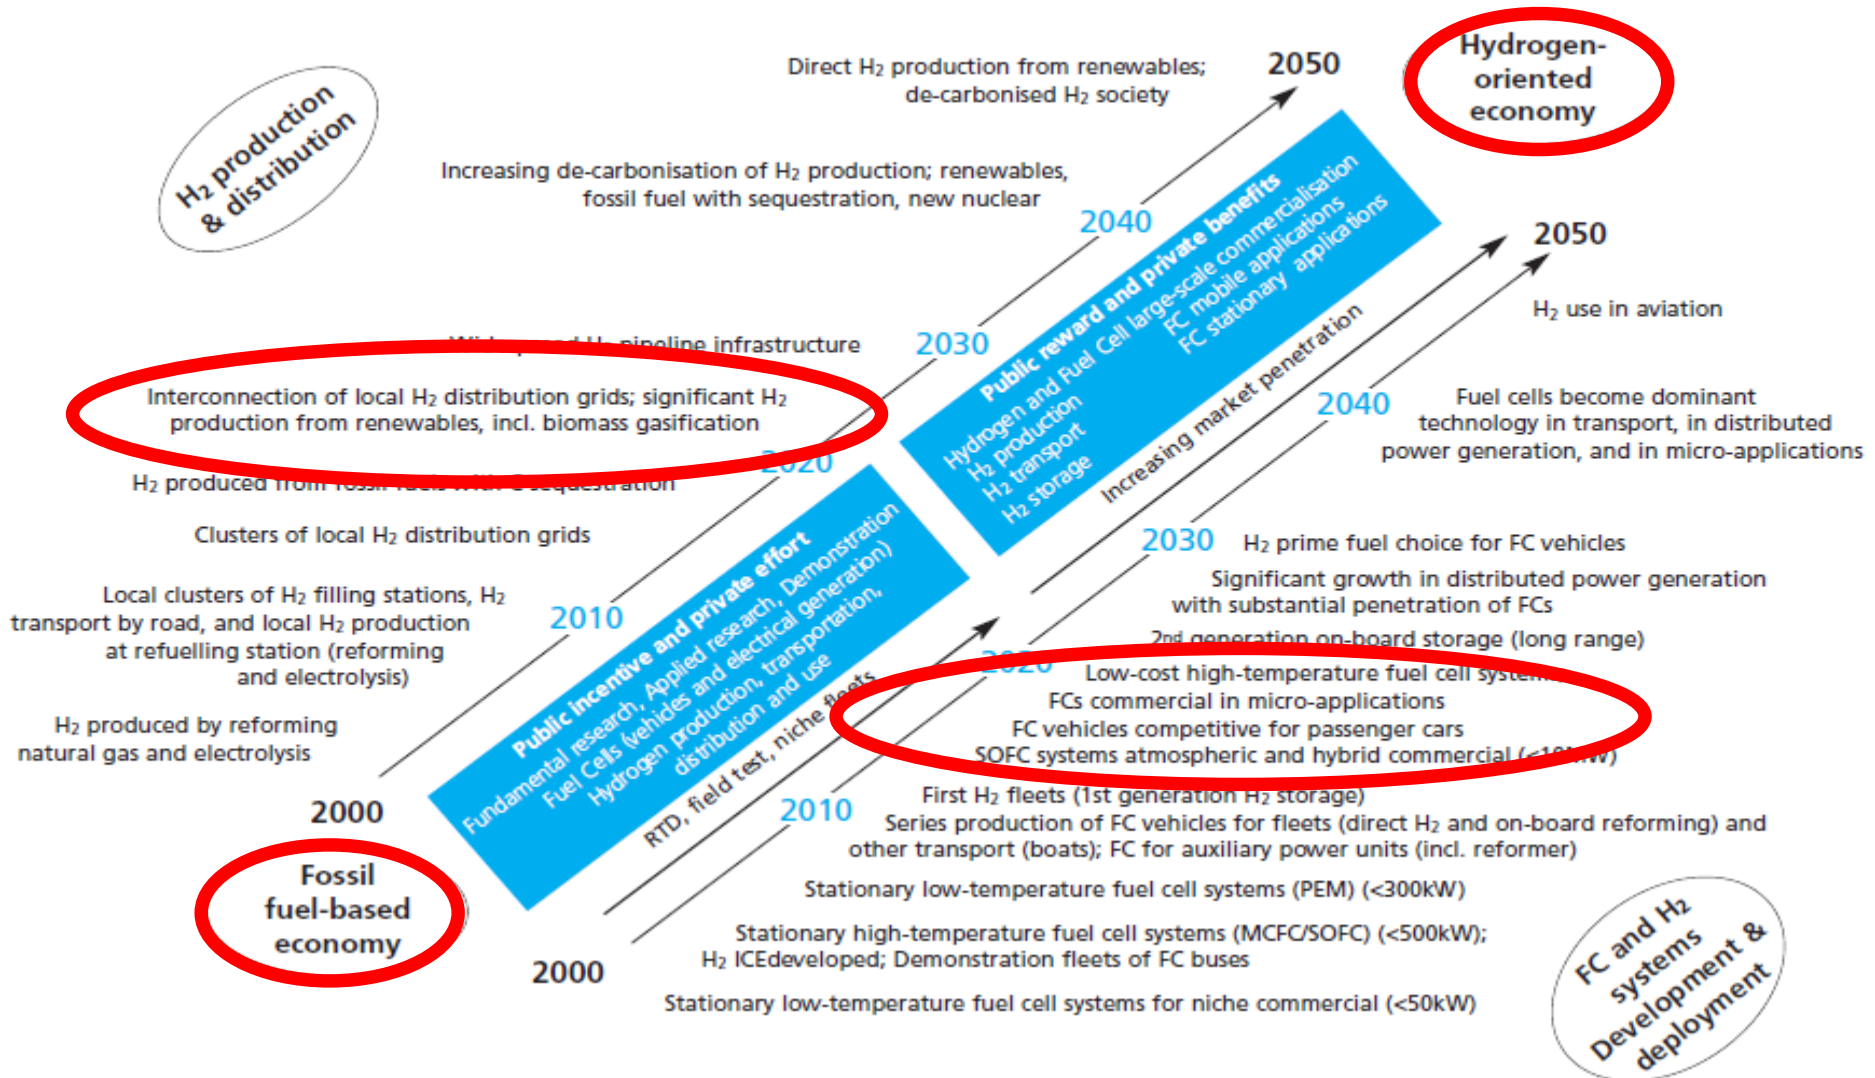 Direct H₂ production from renewables;
de-carbonised H₂ society
2050
Hydrogen-
oriented
economy
H₂ production
& distribution
Increasing de-carbonisation of H₂ production; renewables,
fossil fuel with sequestration, new nuclear
2040
Public reward and private benefits
Hydrogen and Fuel Cell large-scale commercialisation
H₂ production
FC mobile applications
H₂ transport
FC stationary applications
H₂ storage
2050
H₂ use in aviation
H₂ pipeline infrastructure
2030
Increasing market penetration
Interconnection of local H₂ distribution grids; significant H₂
production from renewables, incl. biomass gasification
2040
Fuel cells become dominant
technology in transport, in distributed
power generation, and in micro-applications
2020
H₂ produced from fossil fuels with C sequestration
Clusters of local H₂ distribution grids
2030
H₂ prime fuel choice for FC vehicles
Significant growth in distributed power generation
with substantial penetration of FCs
Local clusters of H₂ filling stations, H₂
transport by road, and local H₂ production
at refuelling station (reforming
and electrolysis)
2010
Public incentive and private effort
Fundamental research, Applied research, Demonstration
Fuel Cells (vehicles and electrical generation)
Hydrogen production, transportation,
distribution and use
RTD, field test, niche fleets
2nd generation on-board storage (long range)
2020
Low-cost high-temperature fuel cell systems
FCs commercial in micro-applications
FC vehicles competitive for passenger cars
SOFC systems atmospheric and hybrid commercial
H₂ produced by reforming
natural gas and electrolysis
2000
Fossil
fuel-based
economy
2010
First H₂ fleets (1st generation H₂ storage)
Series production of FC vehicles for fleets (direct H₂ and on-board reforming) and
other transport (boats); FC for auxiliary power units (incl. reformer)
Stationary low-temperature fuel cell systems (PEM) (<300kW)
Stationary high-temperature fuel cell systems (MCFC/SOFC) (<500kW);
H₂ ICEdeveloped; Demonstration fleets of FC buses
2000
Stationary low-temperature fuel cell systems for niche commercial (<50kW)
FC and H₂
systems
Development &
deployment